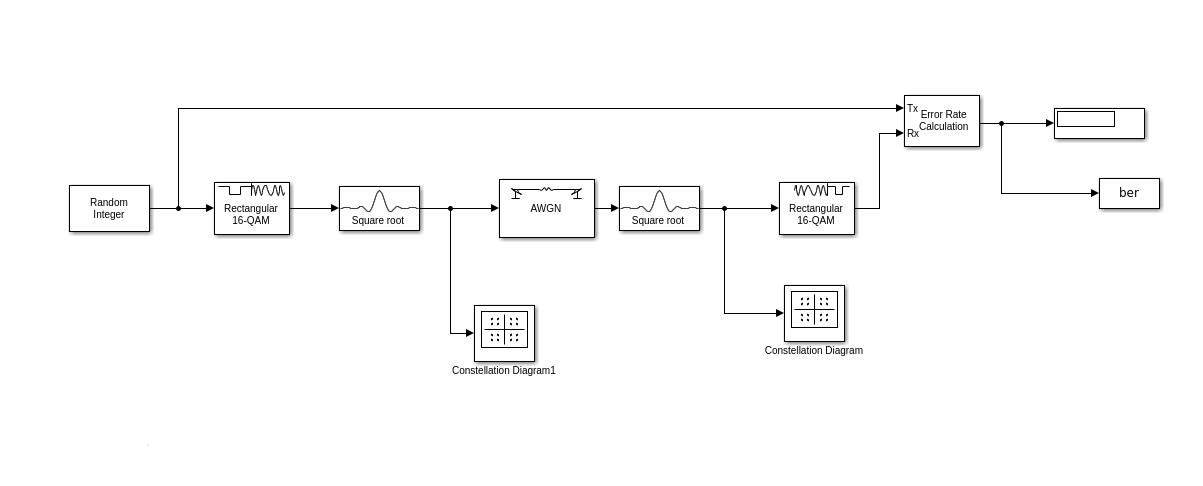 Tx
Error Rate
Calculation
Rx
Random
Integer
Rectangular
16-QAM
Square root
AWGN
Square root
Rectangular
16-QAM
ber
Constellation Diagram1
Constellation Diagram